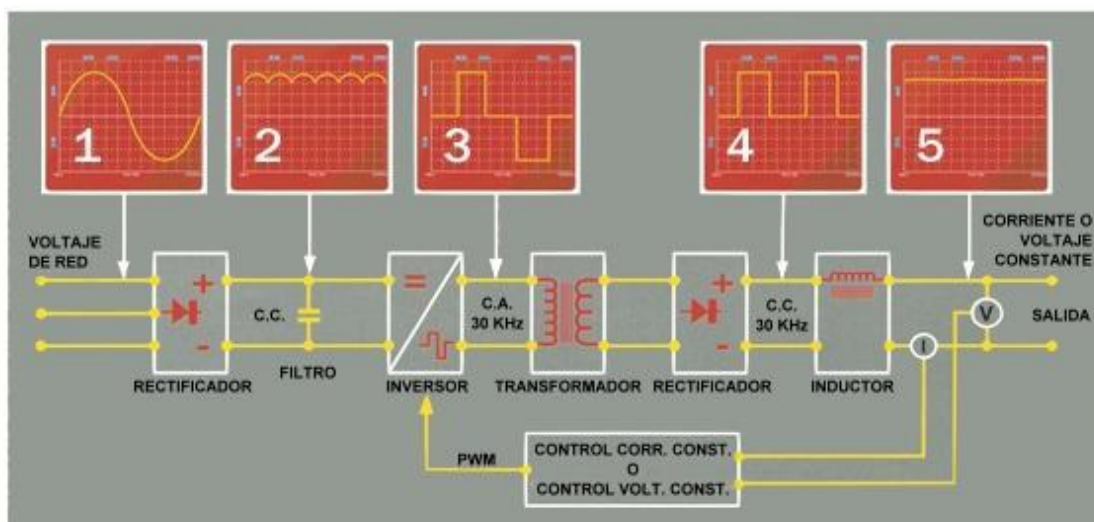 1
2
3
4
5
VOLTAJE
DE RED
CORRIENTE O
VOLTAJE
CONSTANTE
+
-
C.C.
=
C.A.
30 KHz
+
-
C.C.
30 KHz
V
I
SALIDA
RECTIFICADOR
FILTRO
INVERSOR
TRANSFORMADOR
RECTIFICADOR
INDUCTOR
PWM
CONTROL CORR. CONST.
O
CONTROL VOLT. CONST.